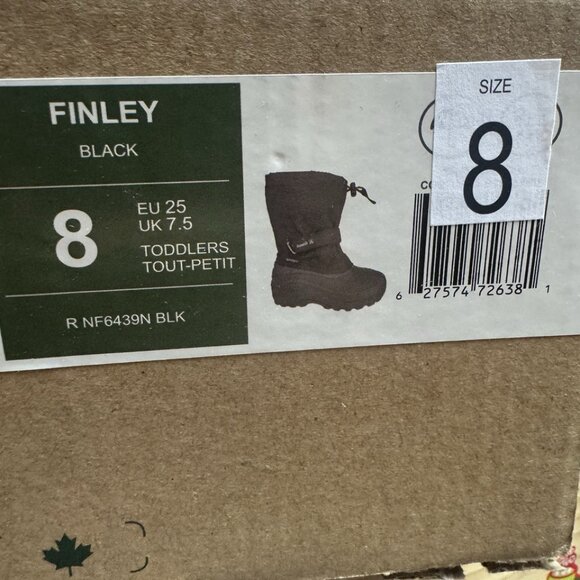 FINLEY
BLACK
8
EU 25
UK 7.5
TODDLERS
TOUT-PETIT
R NF6439N BLK
SIZE
8
6 27574 72638 1